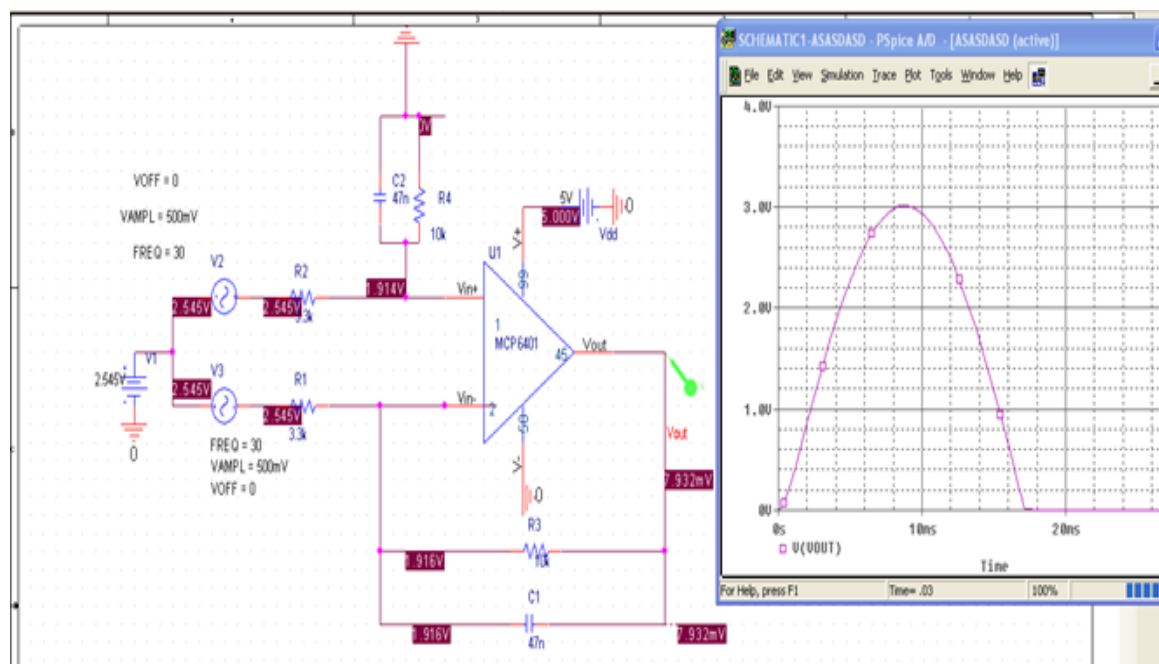 SCHEMATIC1-ASASDASD - PSpice A/D - [ASASDASD (active)]
File Edit View Simulation Trace Plot Tools Window Help
4.0V
3.0V
2.0V
1.0V
0V
0s
10ms
20ms
V(VOUT)
Time
For Help, press F1
Time= .03
100%
VOFF = 0
VAMPL = 500mV
FREQ = 30
V2
2.545V
2.545V
R2
3.3k
V1
2.545V
0
2.545V
V3
2.545V
R1
3.3k
FREQ = 30
VAMPL = 500mV
VOFF = 0
0V
C2
47n
R4
10k
1.914V
Vin+
U1
1
MCP6401
Vin-
2
V+
99
5V
5.000V
Vdd
0
45
Vout
V-
50
0
Vout
7.932mV
R3
10k
1.916V
C1
47n
1.916V
7.932mV